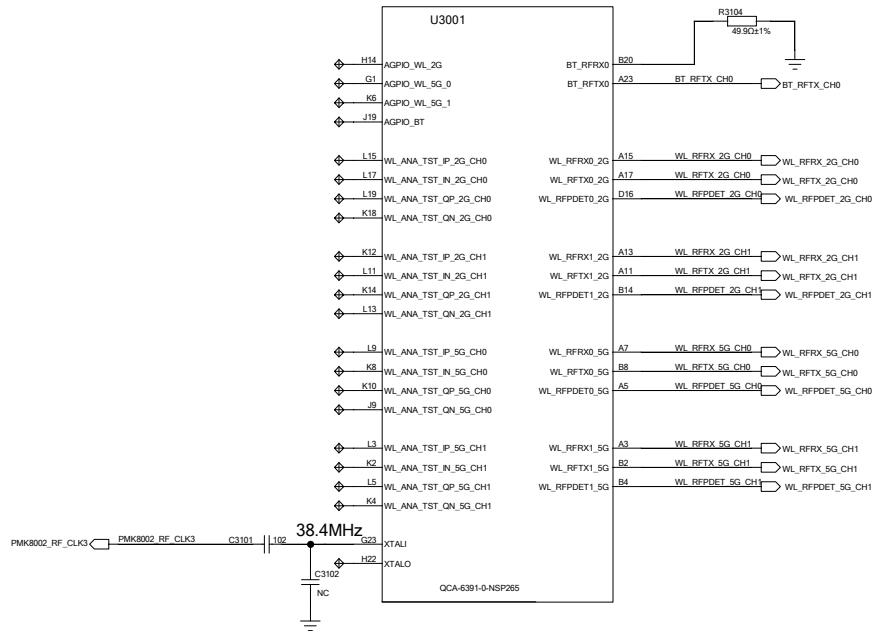 U3001
R3104
49.9Ω±1%
H14 AGPIO_WL_2G BT_RFRX0 B20
G1 AGPIO_WL_5G_0 BT_RFTX0 A23 BT_RFTX_CH0 BT_RFTX_CH0
K6 AGPIO_WL_5G_1
J19 AGPIO_BT
L15 WL_ANA_TST_IP_2G_CH0 WL_RFRX0_2G A15 WL_RFRX_2G_CH0 WL_RFRX_2G_CH0
L17 WL_ANA_TST_IN_2G_CH0 WL_RFTX0_2G A17 WL_RFTX_2G_CH0 WL_RFTX_2G_CH0
L19 WL_ANA_TST_QP_2G_CH0 WL_RFPDET0_2G D16 WL_RFPDET_2G_CH0 WL_RFPDET_2G_CH0
K18 WL_ANA_TST_QN_2G_CH0
K12 WL_ANA_TST_IP_2G_CH1 WL_RFRX1_2G A13 WL_RFRX_2G_CH1 WL_RFRX_2G_CH1
L11 WL_ANA_TST_IN_2G_CH1 WL_RFTX1_2G A11 WL_RFTX_2G_CH1 WL_RFTX_2G_CH1
K14 WL_ANA_TST_QP_2G_CH1 WL_RFPDET1_2G B14 WL_RFPDET_2G_CH1 WL_RFPDET_2G_CH1
L13 WL_ANA_TST_QN_2G_CH1
L9 WL_ANA_TST_IP_5G_CH0 WL_RFRX0_5G A7 WL_RFRX_5G_CH0 WL_RFRX_5G_CH0
K8 WL_ANA_TST_IN_5G_CH0 WL_RFTX0_5G B8 WL_RFTX_5G_CH0 WL_RFTX_5G_CH0
K10 WL_ANA_TST_QP_5G_CH0 WL_RFPDET0_5G A5 WL_RFPDET_5G_CH0 WL_RFPDET_5G_CH0
J9 WL_ANA_TST_QN_5G_CH0
L3 WL_ANA_TST_IP_5G_CH1 WL_RFRX1_5G A3 WL_RFRX_5G_CH1 WL_RFRX_5G_CH1
K2 WL_ANA_TST_IN_5G_CH1 WL_RFTX1_5G B2 WL_RFTX_5G_CH1 WL_RFTX_5G_CH1
L5 WL_ANA_TST_QP_5G_CH1 WL_RFPDET1_5G B4 WL_RFPDET_5G_CH1 WL_RFPDET_5G_CH1
K4 WL_ANA_TST_QN_5G_CH1
38.4MHz
PMK8002_RF_CLK3 PMK8002_RF_CLK3 C3101 102 G23 XTALI
H22 XTALO
C3102
NC
QCA-6391-0-NSP265